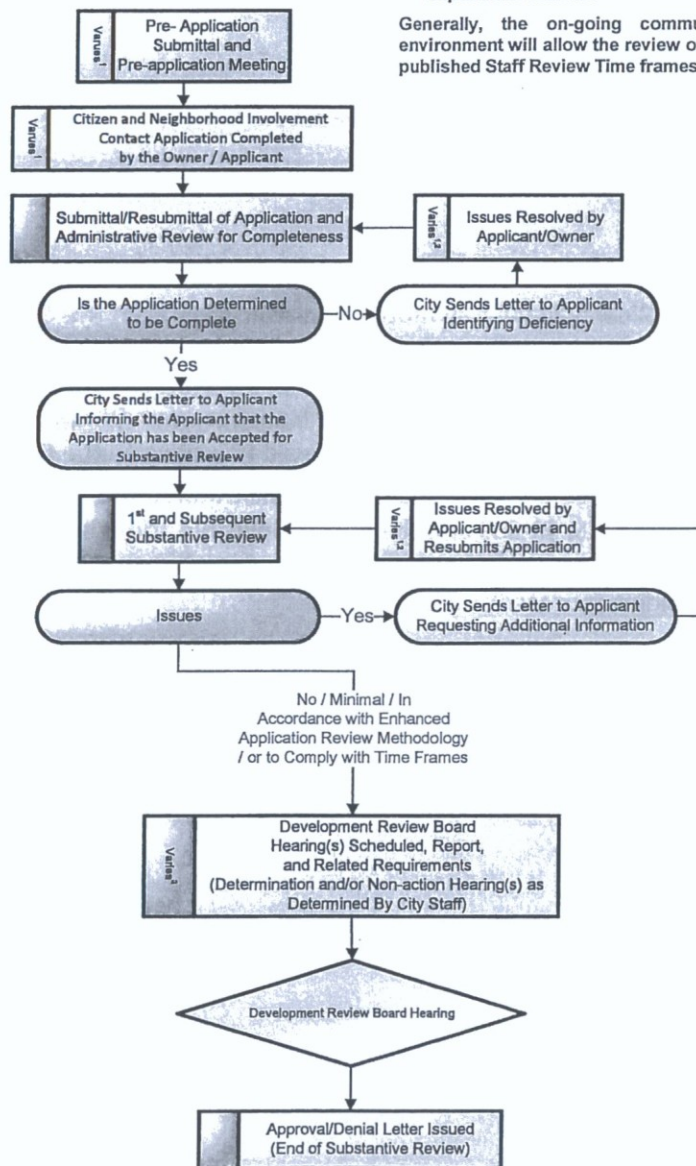 Generally, the on-going commu
environment will allow the review o
published Staff Review Time frames
Pre- Application
Submittal and
Pre-application Meeting
Varues¹
Citizen and Neighborhood Involvement
Contact Application Completed
by the Owner / Applicant
Varues¹
Submittal/Resubmittal of Application and
Administrative Review for Completeness
Issues Resolved by
Applicant/Owner
Varies
Is the Application Determined
to be Complete
No
City Sends Letter to Applicant
Identifying Deficiency
Yes
City Sends Letter to Applicant
Informing the Applicant that the
Application has been Accepted for
Substantive Review
1st and Subsequent
Substantive Review
Issues Resolved by
Applicant/Owner and
Resubmits Application
Varies
Issues
Yes
City Sends Letter to Applicant
Requesting Additional Information
No / Minimal / In
Accordance with Enhanced
Application Review Methodology
/ or to Comply with Time Frames
Development Review Board
Hearing(s) Scheduled, Report,
and Related Requirements
(Determination and/or Non-action Hearing(s) as
Determined By City Staff)
Varies
Development Review Board Hearing
Approval/Denial Letter Issued
(End of Substantive Review)